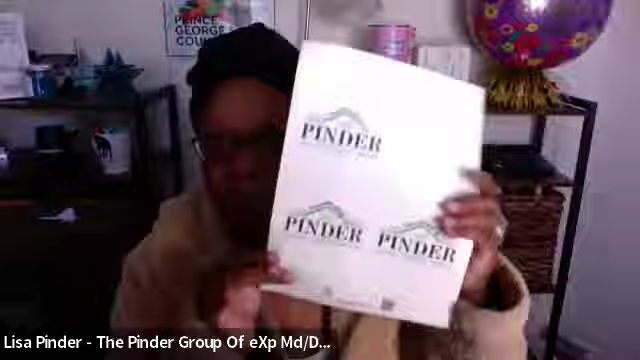 PRINCE
GEORGE
COUN
PINDER
PINDER
PINDER
Lisa Pinder - The Pinder Group Of eXp Md/D...